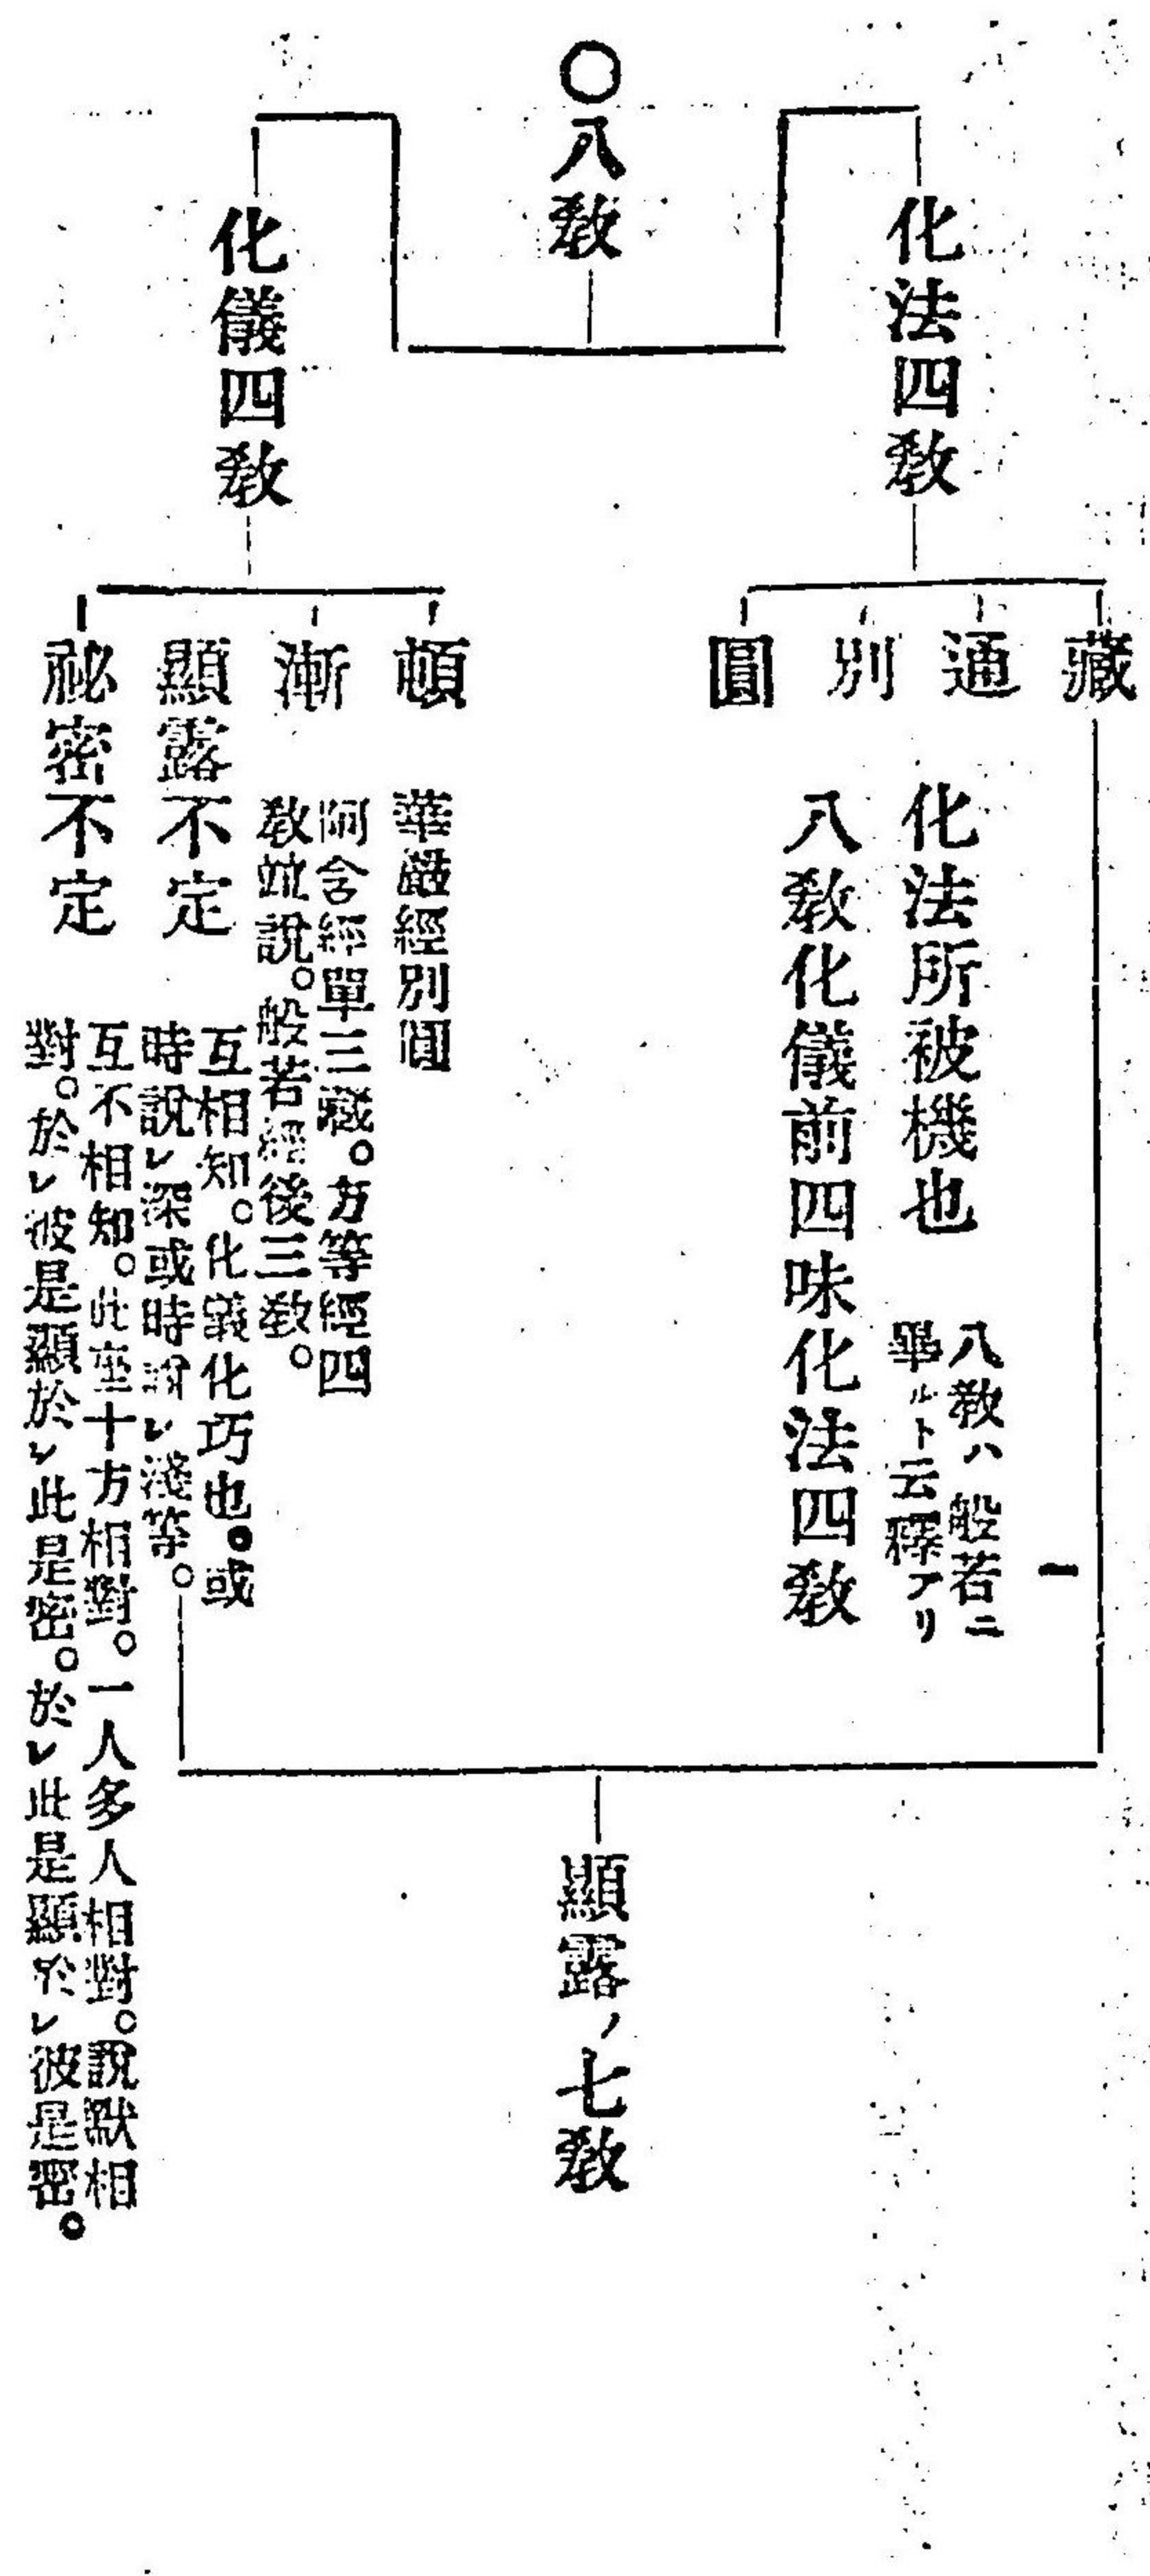 〇八教
化法四教
藏
通
別
圓
化法所被機也
八教ハ般若ニ
畢ルト云釋アリ
八教化儀前四味化法四教
化儀四教
頓
華嚴經別圓
漸
阿含經單三藏。方等經四
教竝說。般若經後三教。
顯露不定
互相知。化義化巧也。或
時說レ深或時說レ淺等。
祕密不定
互不相知。此座十方相對。一人多人相對。說默相
對。於レ彼是顯於レ此是密。於レ此是顯於レ彼是密。
顯露ノ七教